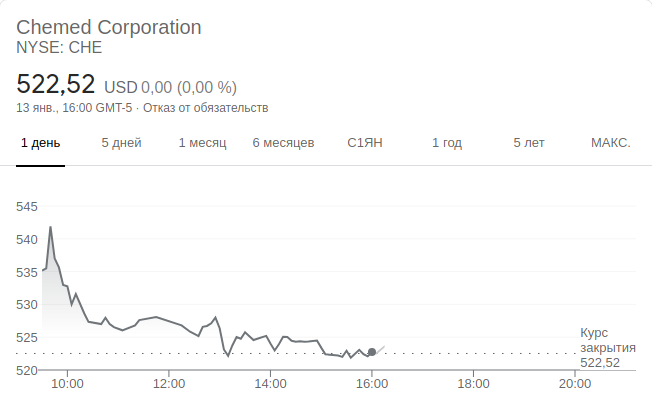 Chemed Corporation
NYSE: CHE
522,52 USD 0,00 (0,00 %)
13 янв., 16:00 GMT-5 · Отказ от обязательств
1 день 5 дней 1 месяц 6 месяцев С1ЯН 1 год 5 лет МАКС.
545
540
535
530
525
520
Курс
закрытия
522,52
10:00 12:00 14:00 16:00 18:00 20:00